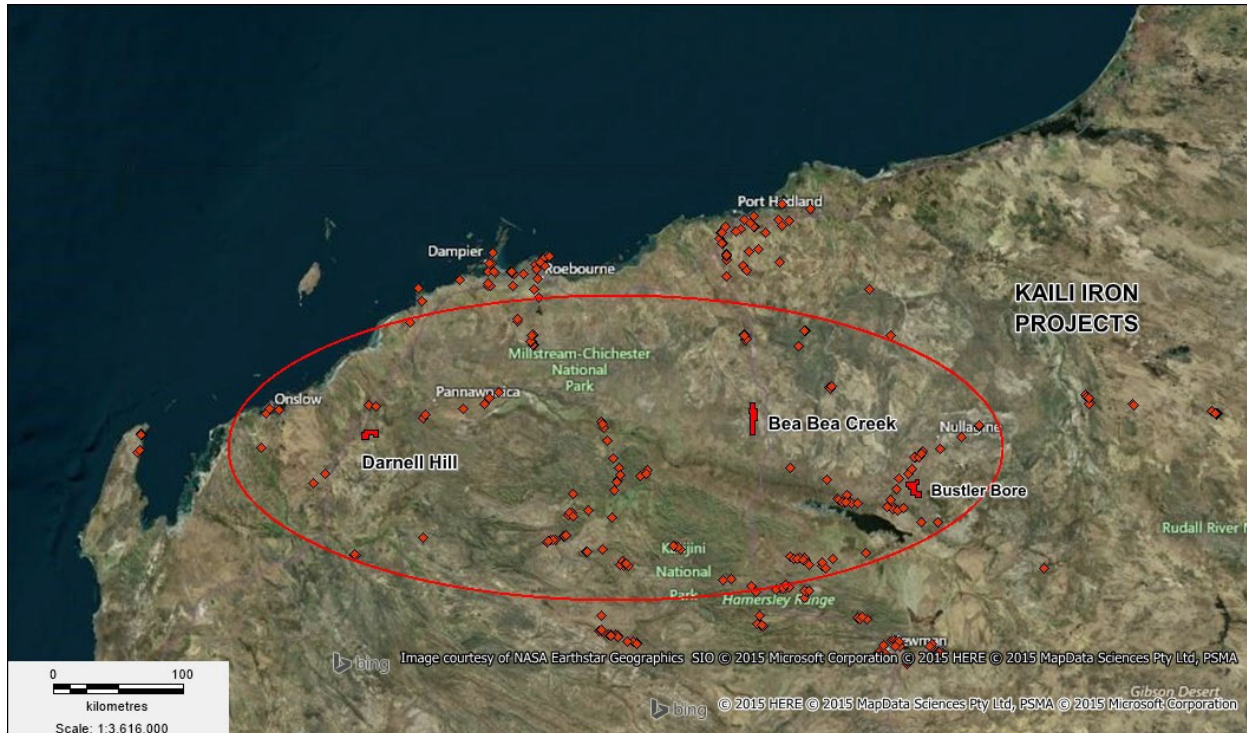 Port Hedland
Dampier
Roebourne
KAILI IRON
PROJECTS
Millstream-Chichester
National
Park
Pannawonica
Onslow
Bea Bea Creek
Nullagine
Darnell Hill
Bustler Bore
Rudall River
Karijini
National
Park
Hamersley Range
Newman
bing
Image courtesy of NASA Earthstar Geographics SIO © 2015 Microsoft Corporation © 2015 HERE © 2015 MapData Sciences Pty Ltd, PSMA
0 100
kilometres
Scale: 1:3,616,000
Gibson Desert
bing
© 2015 HERE © 2015 MapData Sciences Pty Ltd, PSMA © 2015 Microsoft Corporation